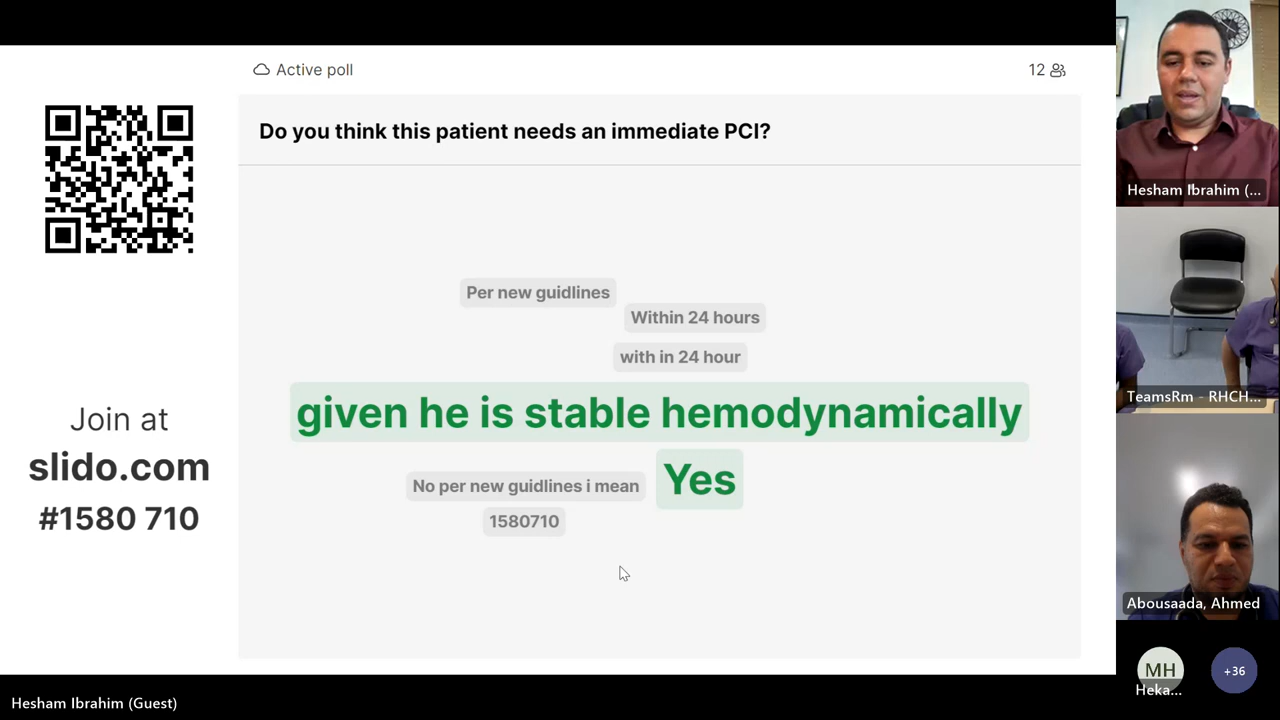 Active poll
12
Do you think this patient needs an immediate PCI?
Per new guidlines
Within 24 hours
with in 24 hour
given he is stable hemodynamically
No per new guidlines i mean
Yes
1580710
Join at
slido.com
#1580 710
Hesham Ibrahim (Guest)
Hesham Ibrahim (...
TeamsRm - RHCH...
Abousaada, Ahmed
MH
Heka...
+36